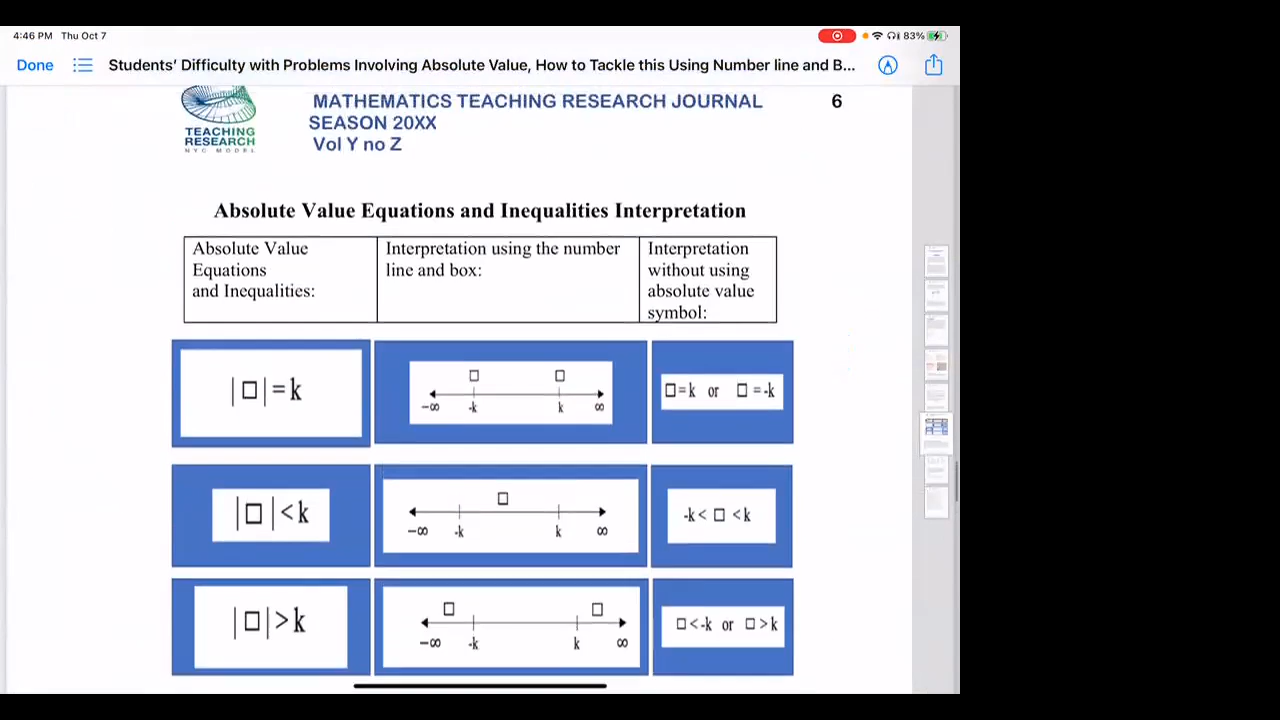 4:46 PM Thu Oct 7
83%
Done
Students’ Difficulty with Problems Involving Absolute Value, How to Tackle this Using Number line and B...
TEACHING
RESEARCH
NYC MODEL
MATHEMATICS TEACHING RESEARCH JOURNAL
SEASON 20XX
Vol Y no Z
6
Absolute Value Equations and Inequalities Interpretation
Absolute Value
Equations
and Inequalities:
Interpretation using the number
line and box:
Interpretation
without using
absolute value
symbol:
|□|=k
□ □
−∞ -k k ∞
□=k or □=-k
|□|<k
□
−∞ -k k ∞
-k< □ <k
|□|>k
□ □
−∞ -k k ∞
□<-k or □>k